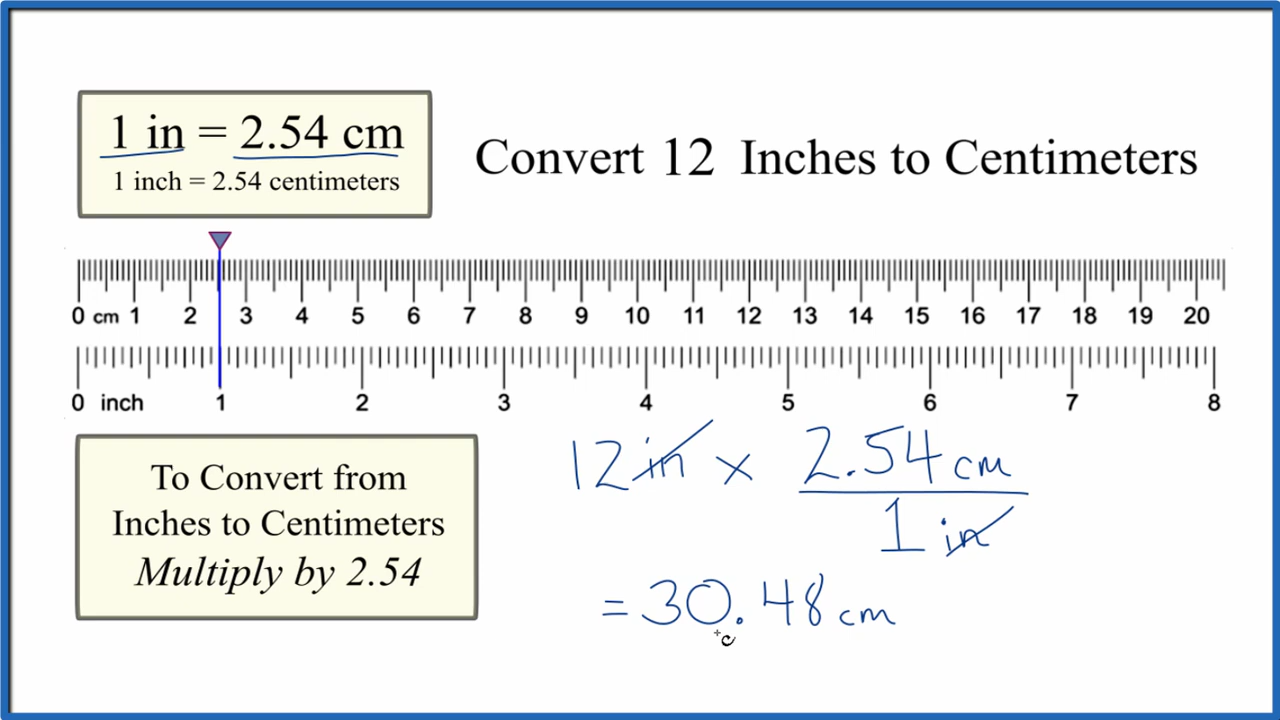 1 in = 2.54 cm
1 inch = 2.54 centimeters
Convert 12 Inches to Centimeters
0 cm 1 2 3 4 5 6 7 8 9 10 11 12 13 14 15 16 17 18 19 20
0 inch 1 2 3 4 5 6 7 8
To Convert from
Inches to Centimeters
Multiply by 2.54
12 in x 2.54 cm
1 in
= 30.48 cm